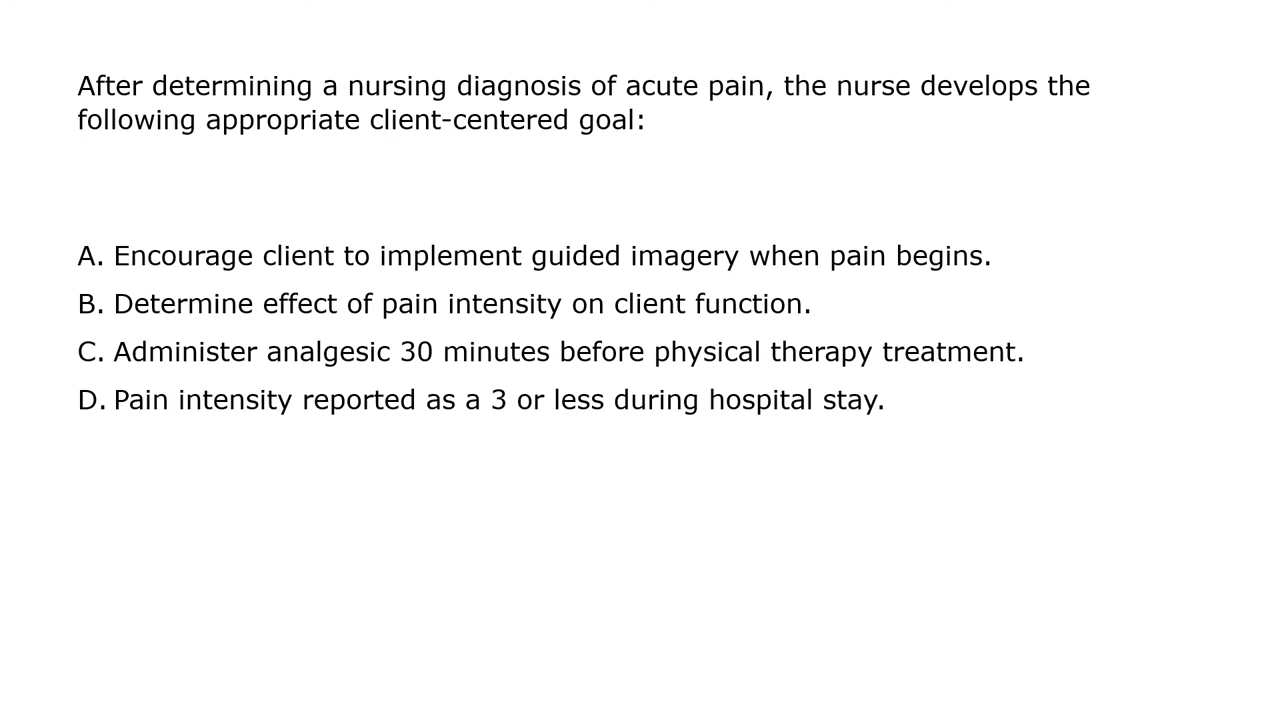 After determining a nursing diagnosis of acute pain, the nurse develops the
following appropriate client-centered goal:
A. Encourage client to implement guided imagery when pain begins.
B. Determine effect of pain intensity on client function.
C. Administer analgesic 30 minutes before physical therapy treatment.
D. Pain intensity reported as a 3 or less during hospital stay.